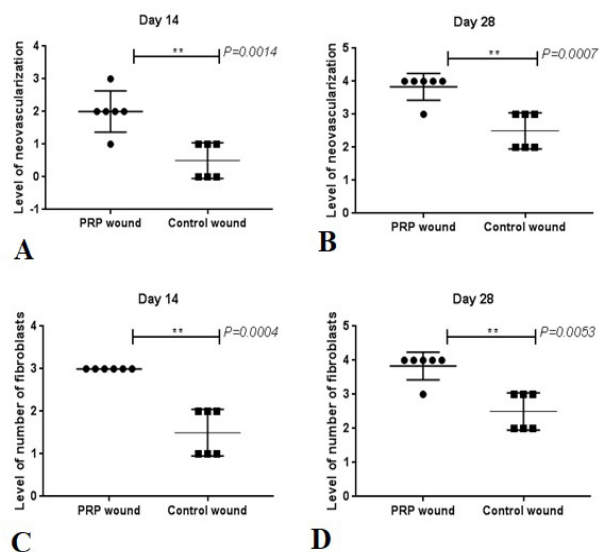 Day 14
** P=0.0014
Level of neovascularization
4
3
2
1
0
-1
PRP wound Control wound
A
Day 28
** P=0.0007
Level of neovascularization
5
4
3
2
1
0
PRP wound Control wound
B
Day 14
** P=0.0004
Level of number of fibroblasts
4
3
2
1
0
PRP wound Control wound
C
Day 28
** P=0.0053
Level of number of fibroblasts
5
4
3
2
1
0
PRP wound Control wound
D